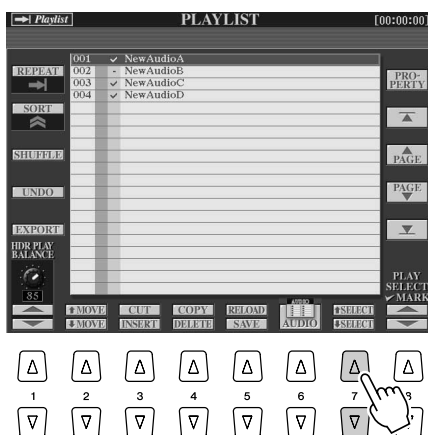 Playlist PLAYLIST [00:00:00]
001 ✓ NewAudioA
002 - NewAudioB
003 ✓ NewAudioC
004 ✓ NewAudioD
REPEAT
SORT
SHUFFLE
UNDO
EXPORT
HDR PLAY
BALANCE
85
PRO-
PERTY
PAGE
PAGE
PLAY
SELECT
✓ MARK
⬆MOVE CUT COPY RELOAD AUDIO ⬆SELECT
⬇MOVE INSERT DELETE SAVE AUDIO ⬇SELECT
1 2 3 4 5 6 7 8